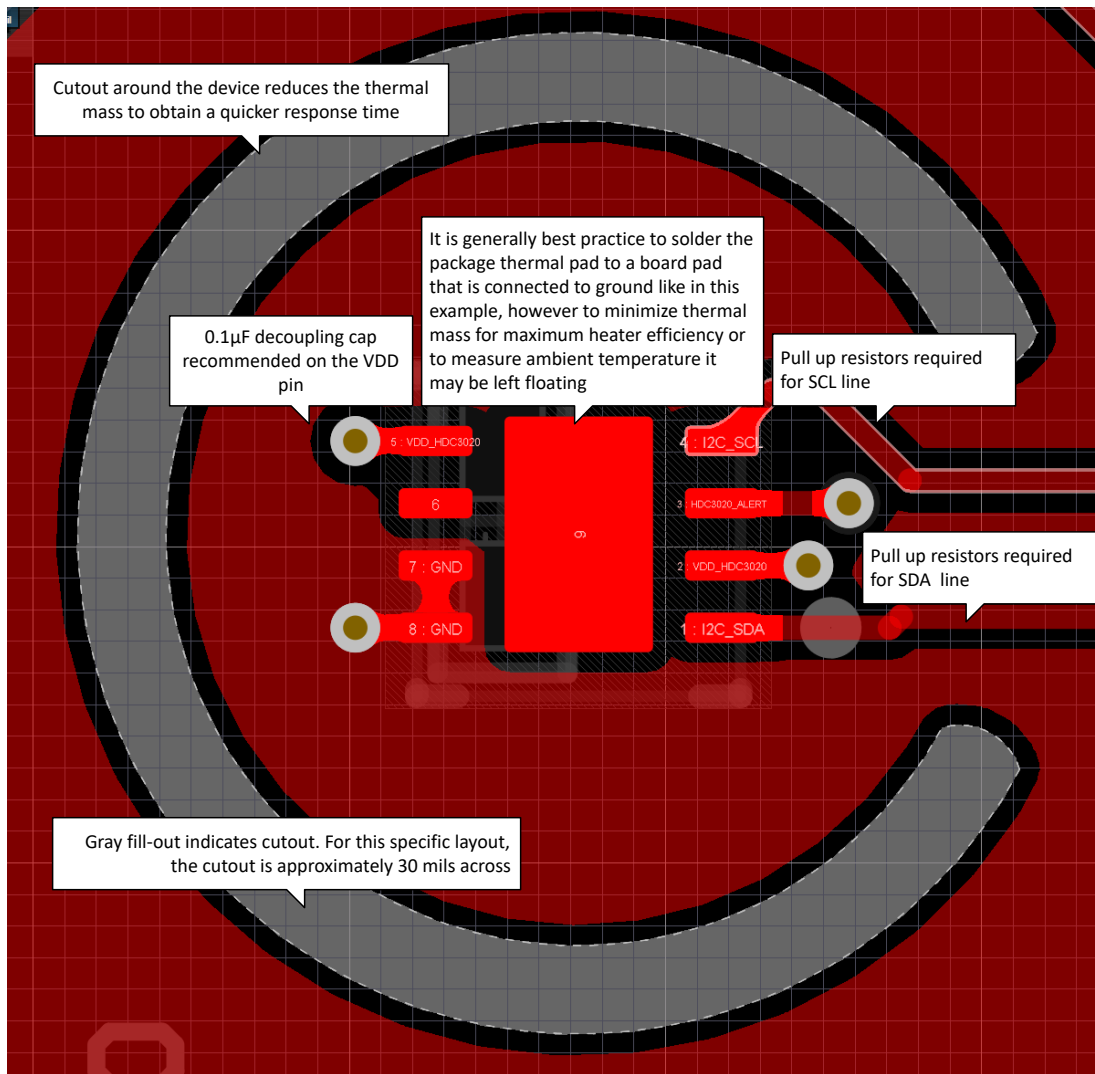 Cutout around the device reduces the thermal
mass to obtain a quicker response time
It is generally best practice to solder the
package thermal pad to a board pad
that is connected to ground like in this
example, however to minimize thermal
mass for maximum heater efficiency or
to measure ambient temperature it
may be left floating
0.1µF decoupling cap
recommended on the VDD
pin
Pull up resistors required
for SCL line
5 : VDD_HDC3020
6
7 : GND
8 : GND
9
4 : I2C_SCL
3 : HDC3020_ALERT
2 : VDD_HDC3020
1 : I2C_SDA
Pull up resistors required
for SDA line
Gray fill-out indicates cutout. For this specific layout,
the cutout is approximately 30 mils across